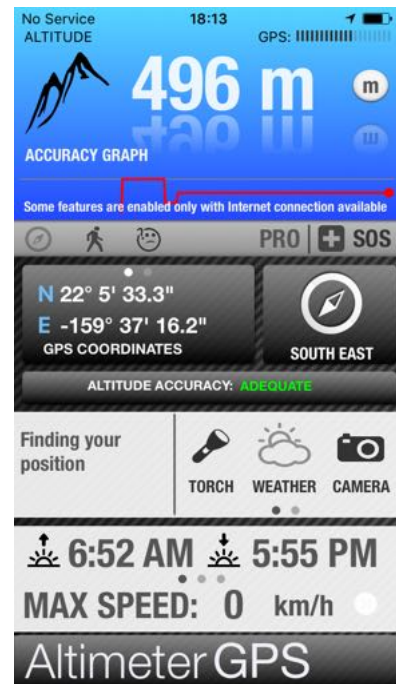 No Service 18:13
ALTITUDE GPS:
496 m m
ACCURACY GRAPH
Some features are enabled only with Internet connection available
PRO SOS
N 22° 5' 33.3"
E -159° 37' 16.2"
GPS COORDINATES
SOUTH EAST
ALTITUDE ACCURACY: ADEQUATE
Finding your
position
TORCH WEATHER CAMERA
6:52 AM 5:55 PM
MAX SPEED: 0 km/h
Altimeter GPS